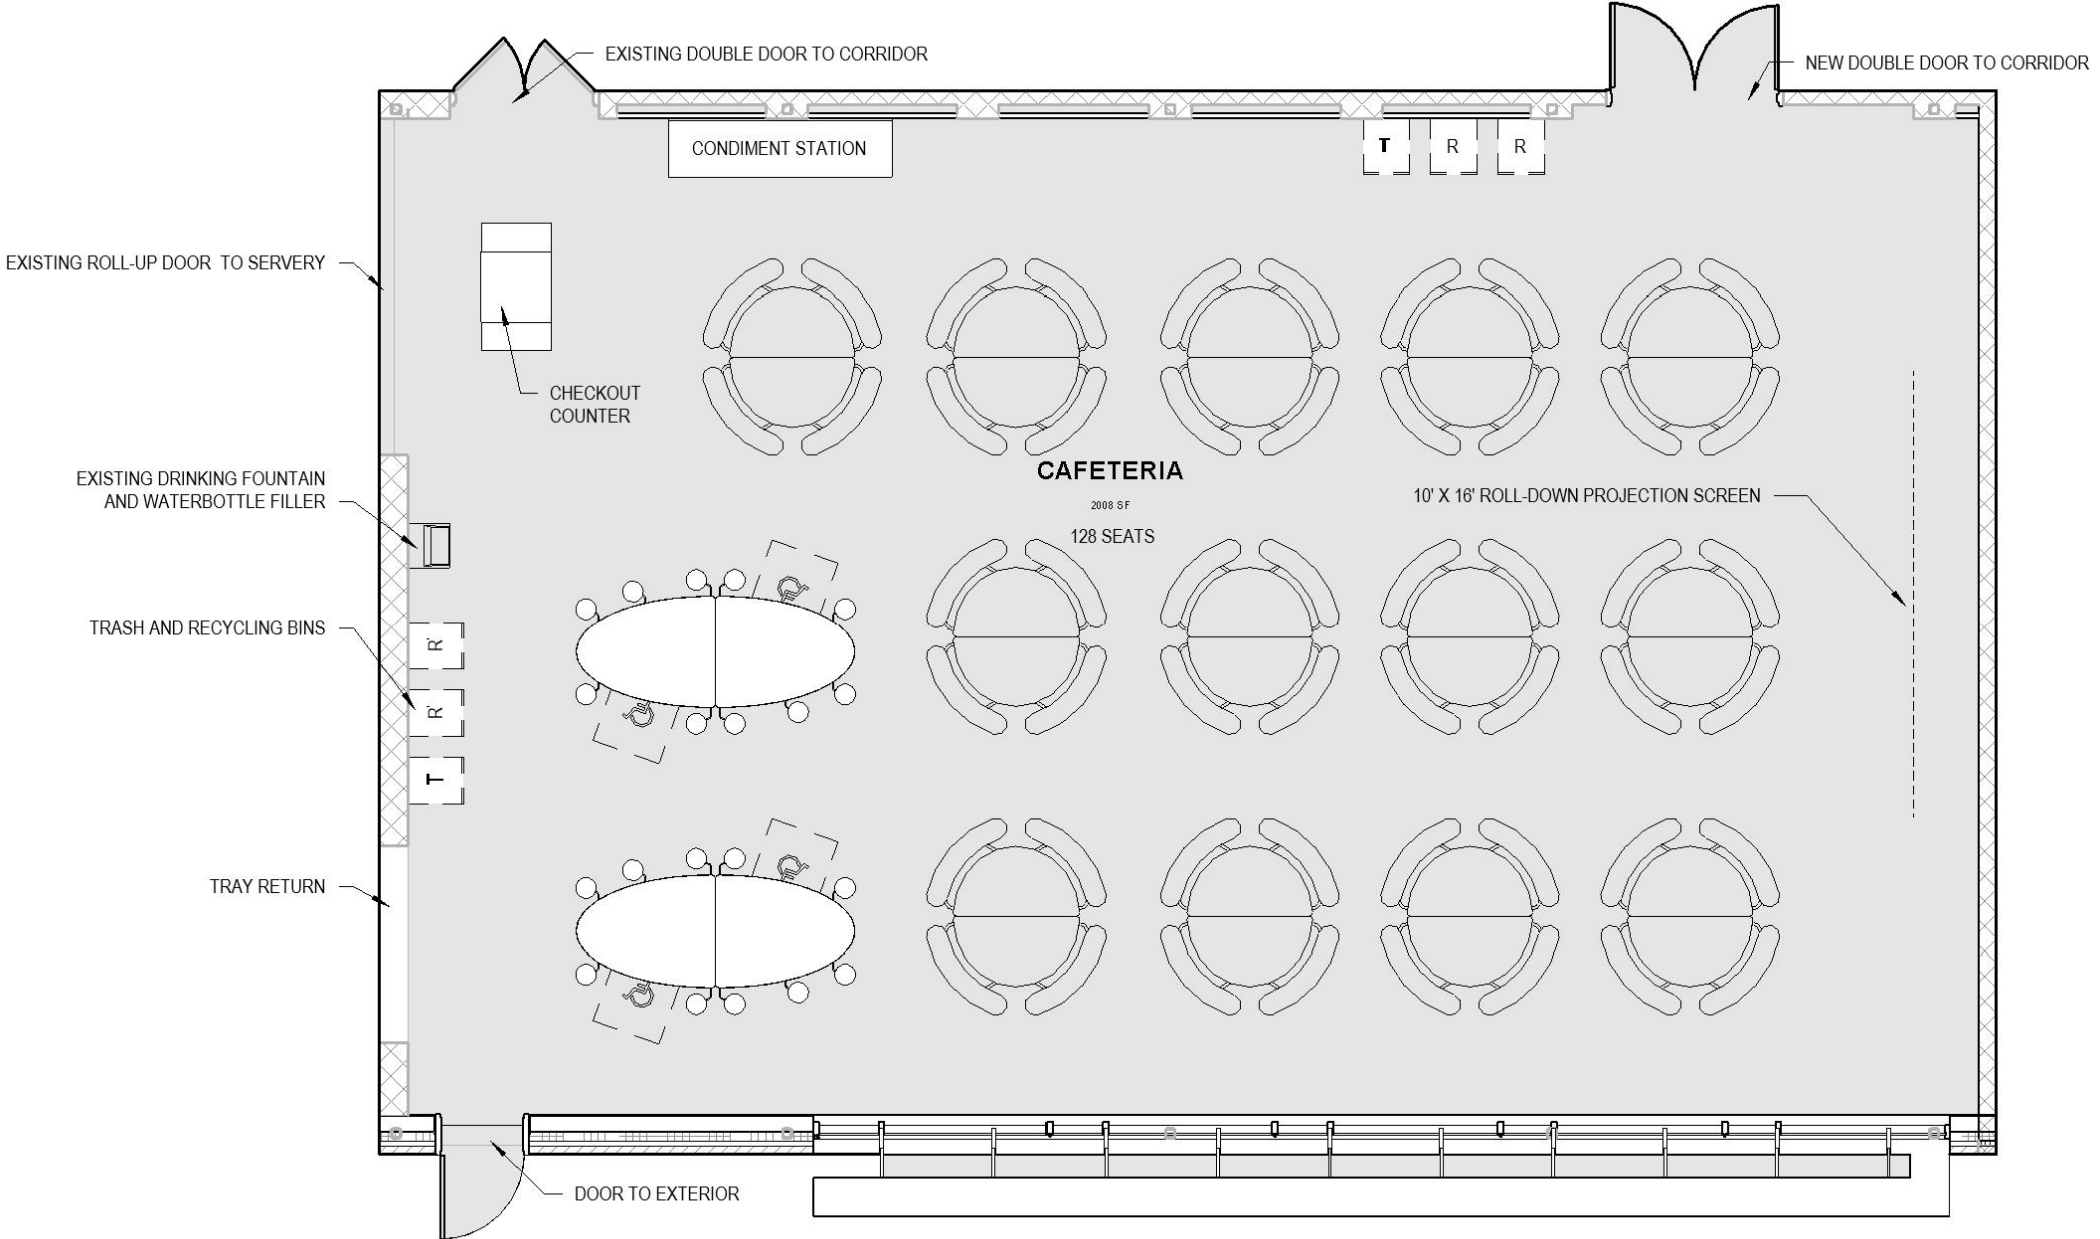 EXISTING DOUBLE DOOR TO CORRIDOR
NEW DOUBLE DOOR TO CORRIDOR
CONDIMENT STATION
T
R
R
EXISTING ROLL-UP DOOR TO SERVERY
CHECKOUT
COUNTER
CAFETERIA
2008 SF
128 SEATS
10' X 16' ROLL-DOWN PROJECTION SCREEN
EXISTING DRINKING FOUNTAIN
AND WATERBOTTLE FILLER
TRASH AND RECYCLING BINS
R'
R'
T
TRAY RETURN
DOOR TO EXTERIOR